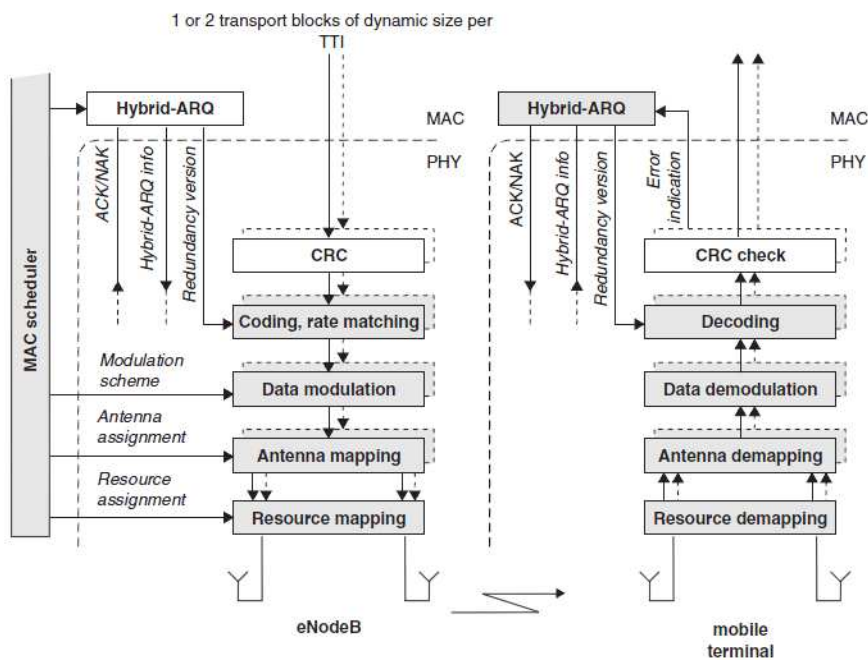 1 or 2 transport blocks of dynamic size per
TTI
Hybrid-ARQ
MAC
PHY
ACK/NAK
Hybrid-ARQ info
Redundancy version
CRC
Coding, rate matching
MAC scheduler
Modulation
scheme
Data modulation
Antenna
assignment
Antenna mapping
Resource
assignment
Resource mapping
eNodeB
Hybrid-ARQ
MAC
PHY
ACK/NAK
Hybrid-ARQ info
Redundancy version
Error
indication
CRC check
Decoding
Data demodulation
Antenna demapping
Resource demapping
mobile
terminal